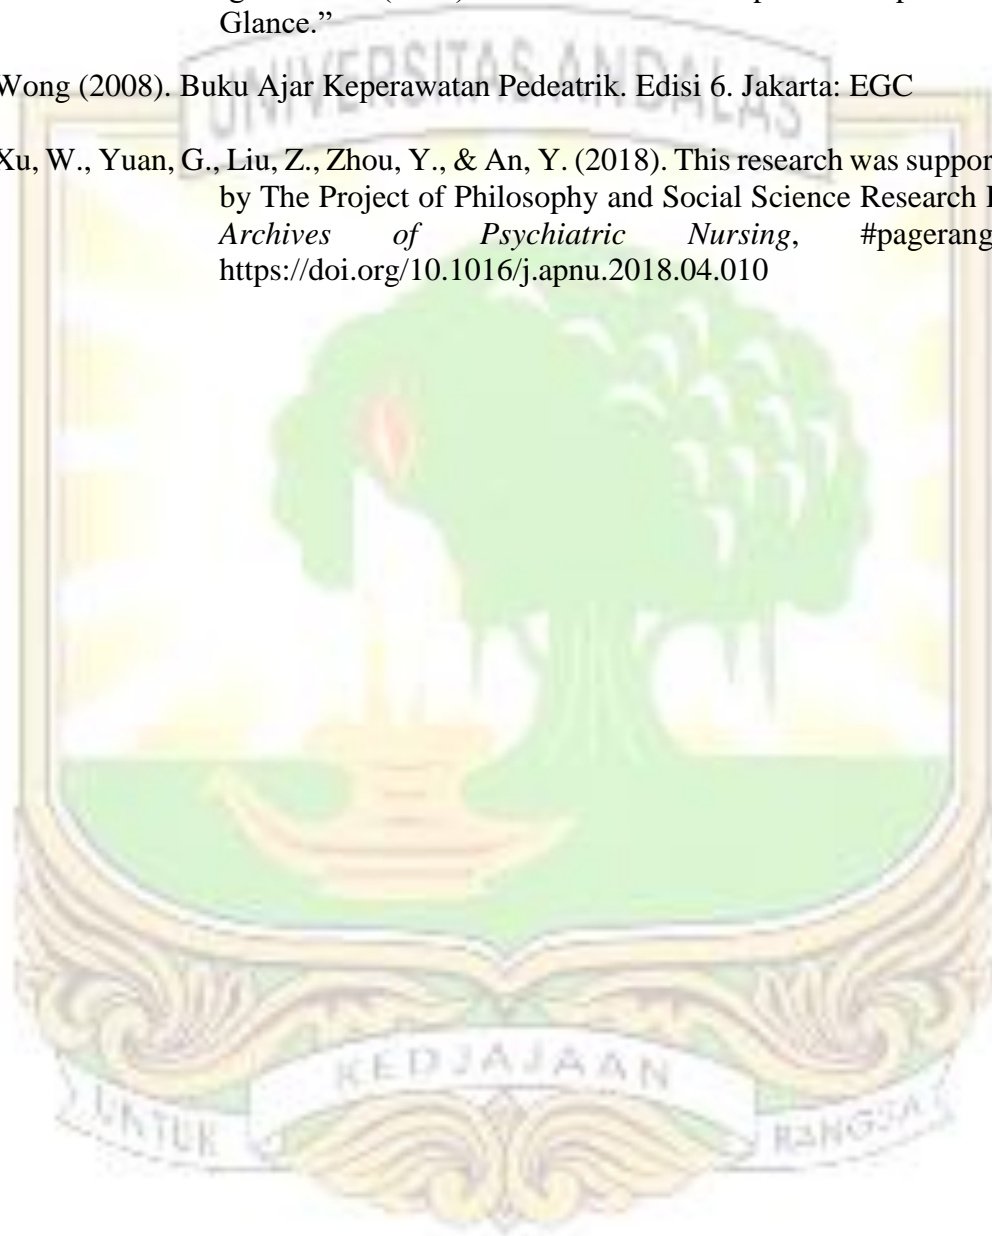 Glance.”
Wong (2008). Buku Ajar Keperawatan Pedeatrik. Edisi 6. Jakarta: EGC
Xu, W., Yuan, G., Liu, Z., Zhou, Y., & An, Y. (2018). This research was suppor
by The Project of Philosophy and Social Science Research
Archives of Psychiatric Nursing, #pagerang
https://doi.org/10.1016/j.apnu.2018.04.010
UNIVERSITAS ANDALAS
KEDJAJAAN
UNTUK
BANGSA